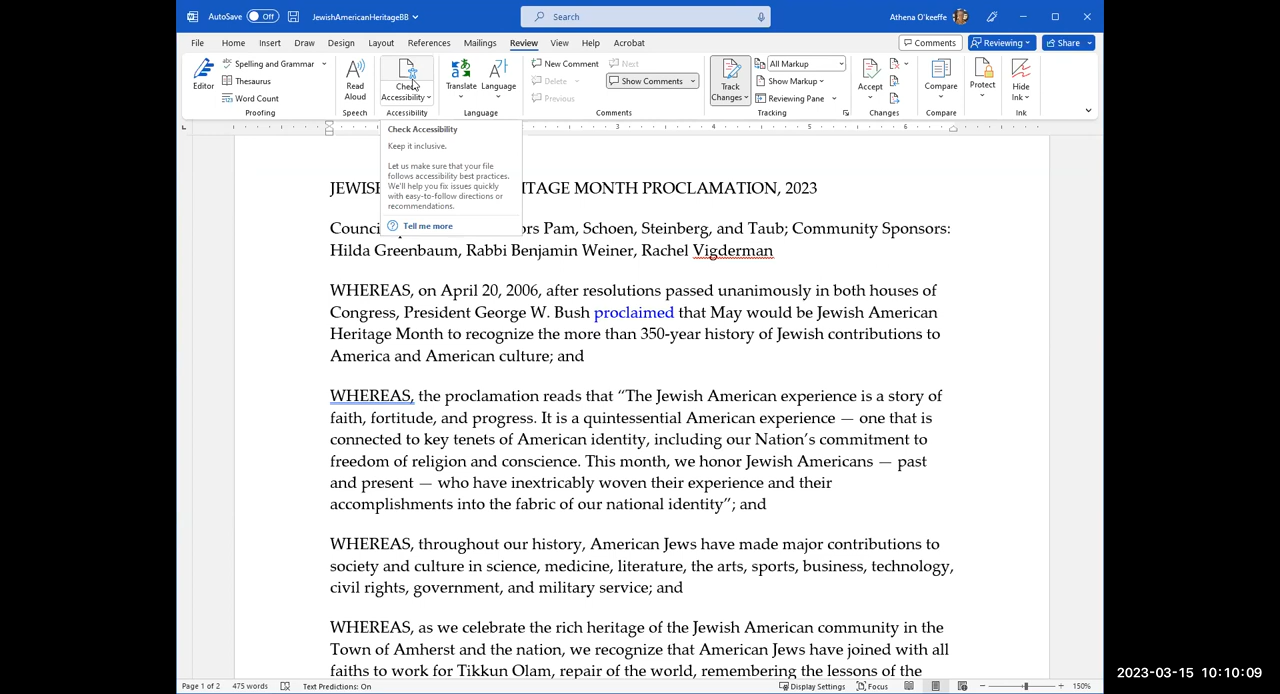 AutoSave Off JewishAmericanHeritageBB Search Athena O'keeffe
File Home Insert Draw Design Layout References Mailings Review View Help Acrobat Comments Reviewing Share
Editor
Spelling and Grammar
Thesaurus
Word Count
Proofing
Read Aloud
Speech
Check Accessibility
Accessibility
Translate
Language
Language
New Comment
Delete
Previous
Next
Show Comments
Comments
Track Changes
All Markup
Show Markup
Reviewing Pane
Tracking
Accept
Changes
Compare
Compare
Protect
Hide Ink
Ink
3 4 5 6
Check Accessibility
Keep it inclusive.
Let us make sure that your file
follows accessibility best practices.
We'll help you fix issues quickly
with easy-to-follow directions or
recommendations.
Tell me more
JEWIS ITAGE MONTH PROCLAMATION, 2023
Counci ors Pam, Schoen, Steinberg, and Taub; Community Sponsors:
Hilda Greenbaum, Rabbi Benjamin Weiner, Rachel Vigderman
WHEREAS, on April 20, 2006, after resolutions passed unanimously in both houses of
Congress, President George W. Bush proclaimed that May would be Jewish American
Heritage Month to recognize the more than 350-year history of Jewish contributions to
America and American culture; and
WHEREAS, the proclamation reads that “The Jewish American experience is a story of
faith, fortitude, and progress. It is a quintessential American experience — one that is
connected to key tenets of American identity, including our Nation’s commitment to
freedom of religion and conscience. This month, we honor Jewish Americans — past
and present — who have inextricably woven their experience and their
accomplishments into the fabric of our national identity”; and
WHEREAS, throughout our history, American Jews have made major contributions to
society and culture in science, medicine, literature, the arts, sports, business, technology,
civil rights, government, and military service; and
WHEREAS, as we celebrate the rich heritage of the Jewish American community in the
Town of Amherst and the nation, we recognize that American Jews have joined with all
faiths to work for Tikkun Olam, repair of the world, remembering the lessons of the
Page 1 of 2 475 words Text Predictions: On Display Settings Focus 150%
2023-03-15 10:10:09